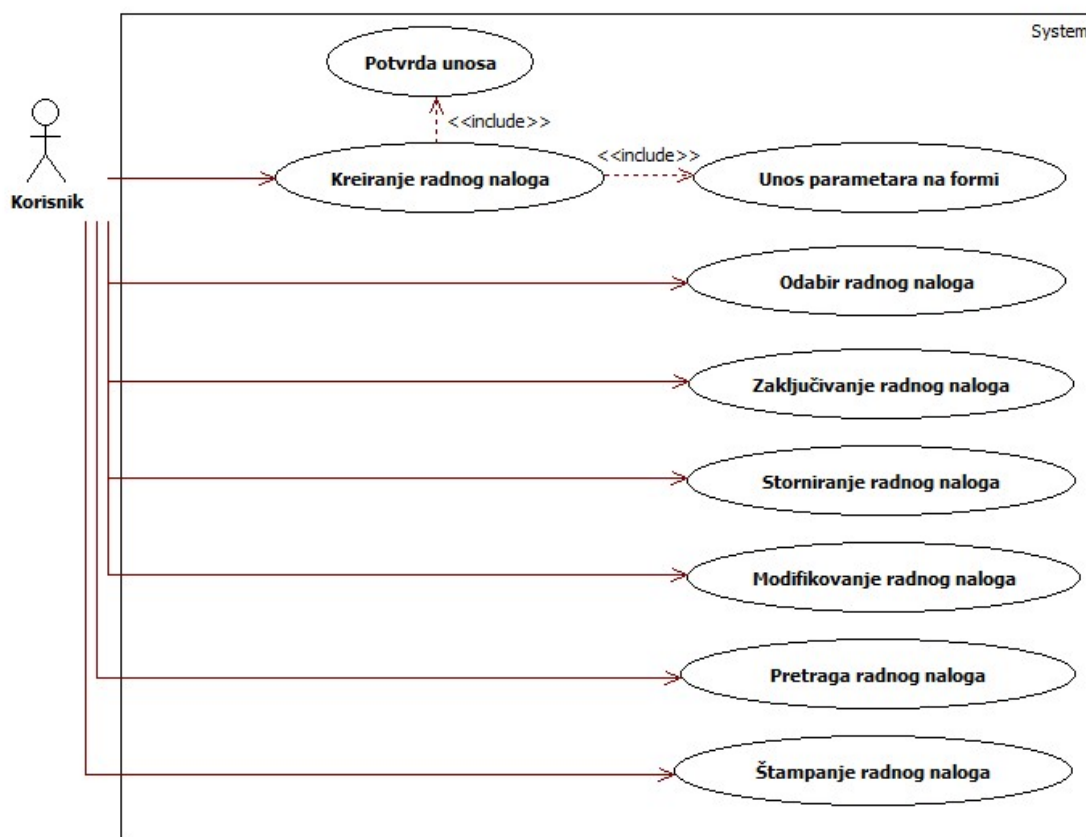 System
Potvrda unosa
<<include>>
<<include>>
Korisnik
Kreiranje radnog naloga
Unos parametara na formi
Odabir radnog naloga
Zaključivanje radnog naloga
Storniranje radnog naloga
Modifikovanje radnog naloga
Pretraga radnog naloga
Štampanje radnog naloga